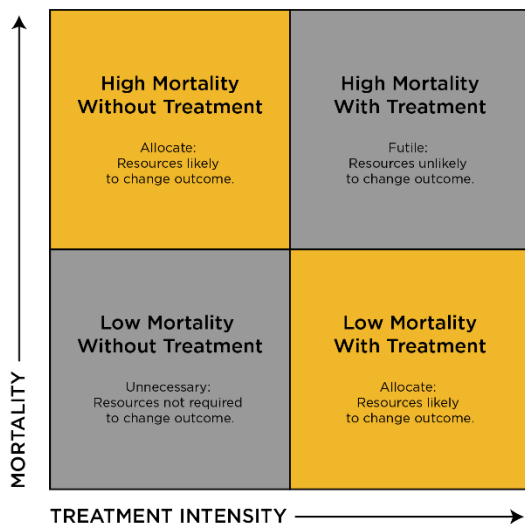 High Mortality
Without Treatment
Allocate:
Resources likely
to change outcome.
High Mortality
With Treatment
Futile:
Resources unlikely
to change outcome.
Low Mortality
Without Treatment
Unnecessary:
Resources not required
to change outcome.
Low Mortality
With Treatment
Allocate:
Resources likely
to change outcome.
MORTALITY
TREATMENT INTENSITY